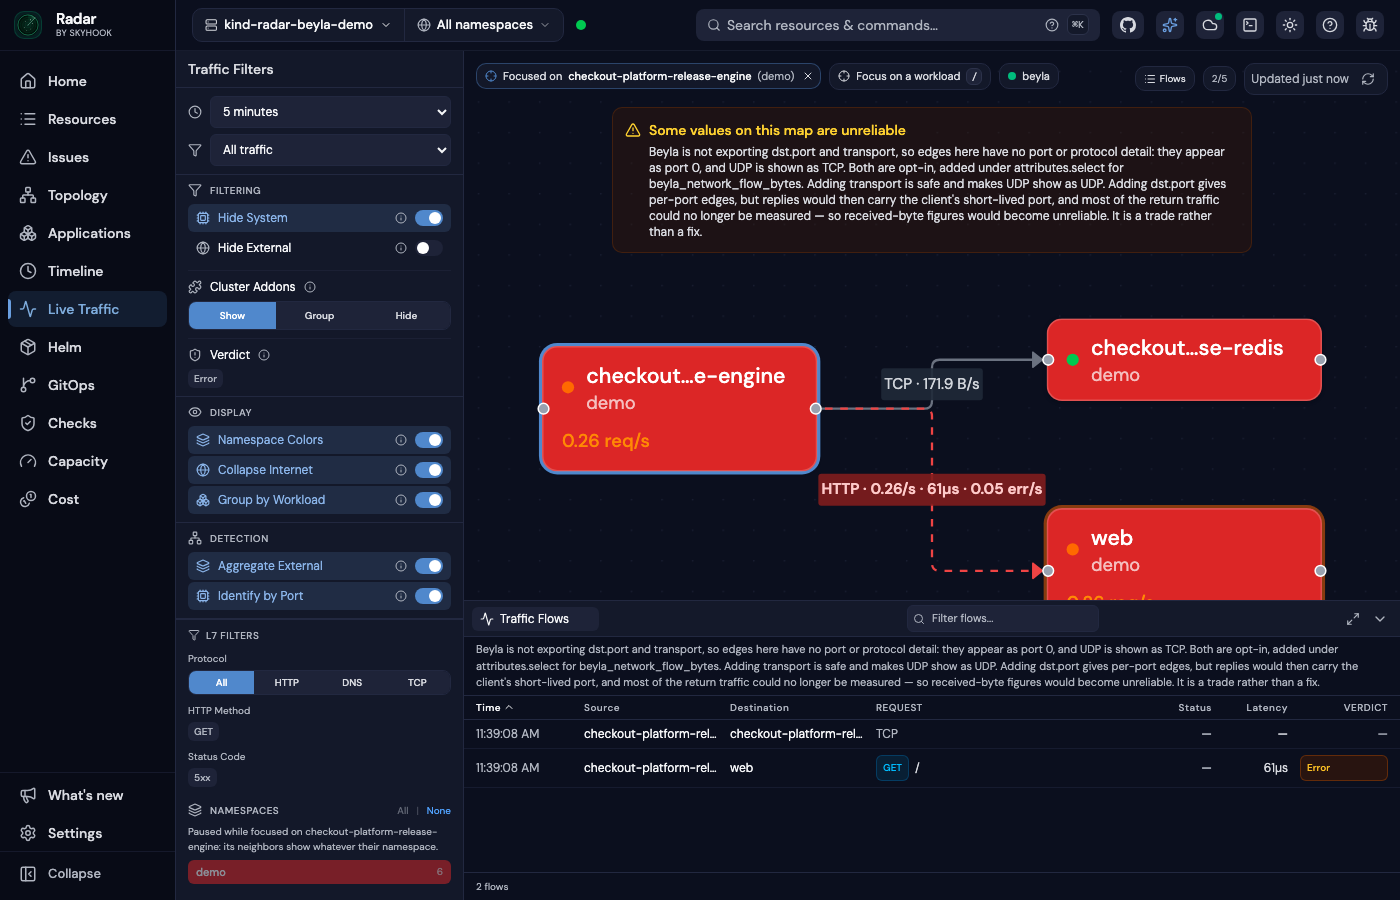 Radar
BY SKYHOOK
kind-radar-beyla-demo
All namespaces
Search resources & commands...
⌘K
Home
Resources
Issues
Topology
Applications
Timeline
Live Traffic
Helm
GitOps
Checks
Capacity
Cost
What's new
Settings
Collapse
Traffic Filters
5 minutes
All traffic
FILTERING
Hide System
Hide External
Cluster Addons
Show Group Hide
Verdict
Error
DISPLAY
Namespace Colors
Collapse Internet
Group by Workload
DETECTION
Aggregate External
Identify by Port
L7 FILTERS
Protocol
All HTTP DNS TCP
HTTP Method
GET
Status Code
5xx
NAMESPACES All | None
Paused while focused on checkout-platform-release-
engine: its neighbors show whatever their namespace.
demo 6
Focused on checkout-platform-release-engine (demo)
Focus on a workload /
beyla
Flows
2/5
Updated just now
Some values on this map are unreliable
Beyla is not exporting dst.port and transport, so edges here have no port or protocol detail: they appear
as port 0, and UDP is shown as TCP. Both are opt-in, added under attributes.select for
beyla_network_flow_bytes. Adding transport is safe and makes UDP show as UDP. Adding dst.port gives
per-port edges, but replies would then carry the client's short-lived port, and most of the return traffic
could no longer be measured — so received-byte figures would become unreliable. It is a trade rather
than a fix.
checkout...e-engine
demo
0.26 req/s
TCP · 171.9 B/s
checkout...se-redis
demo
HTTP · 0.26/s · 61µs · 0.05 err/s
web
demo
Traffic Flows
Filter flows...
Beyla is not exporting dst.port and transport, so edges here have no port or protocol detail: they appear as port 0, and UDP is shown as TCP. Both are opt-in, added under
attributes.select for beyla_network_flow_bytes. Adding transport is safe and makes UDP show as UDP. Adding dst.port gives per-port edges, but replies would then carry the
client's short-lived port, and most of the return traffic could no longer be measured — so received-byte figures would become unreliable. It is a trade rather than a fix.
Time Source Destination REQUEST Status Latency VERDICT
11:39:08 AM checkout-platform-rel... checkout-platform-rel... TCP — — —
11:39:08 AM checkout-platform-rel... web GET / — 61µs Error
2 flows